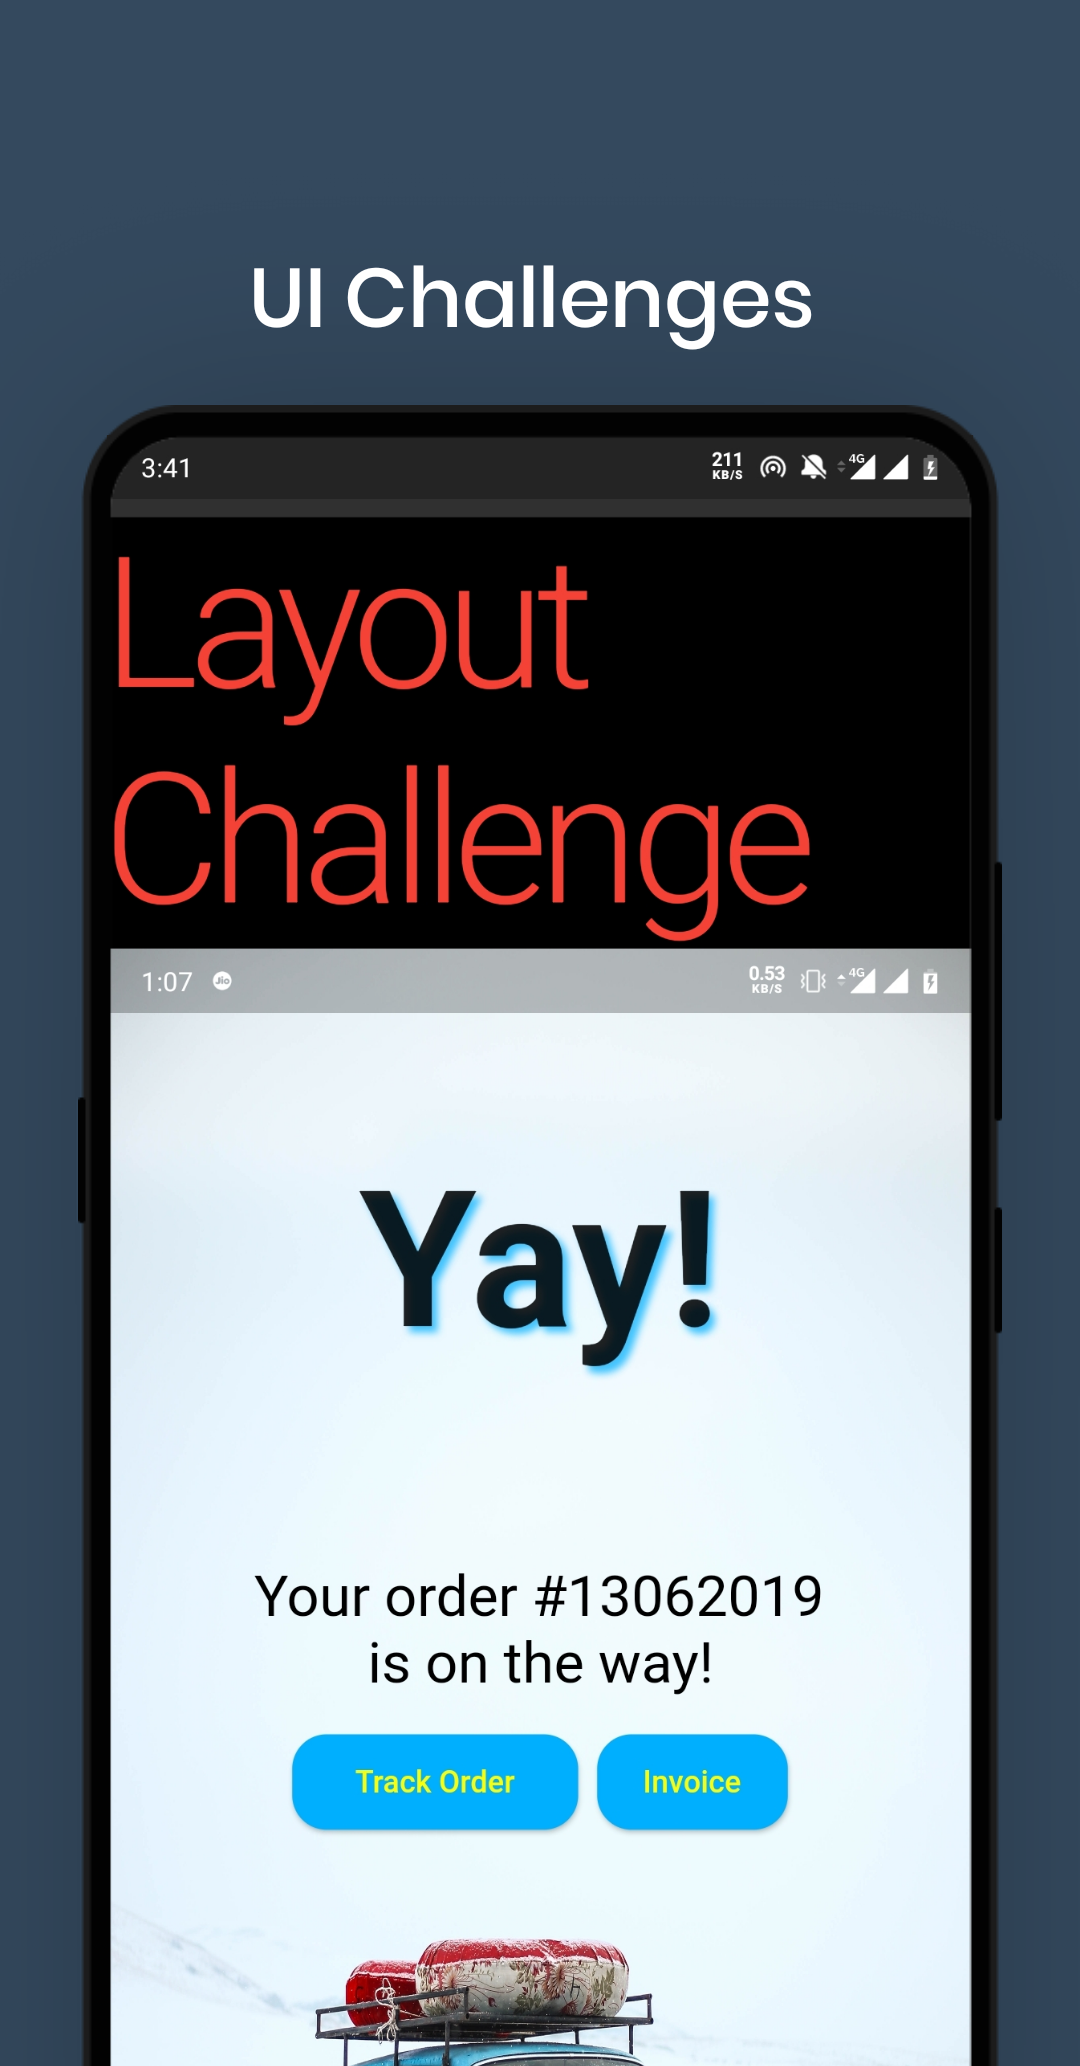 UI Challenges
3:41
211
KB/S
4G
Layout
Challenge
1:07 Jio
0.53
KB/S
4G
Yay!
Your order #13062019
is on the way!
Track Order
Invoice